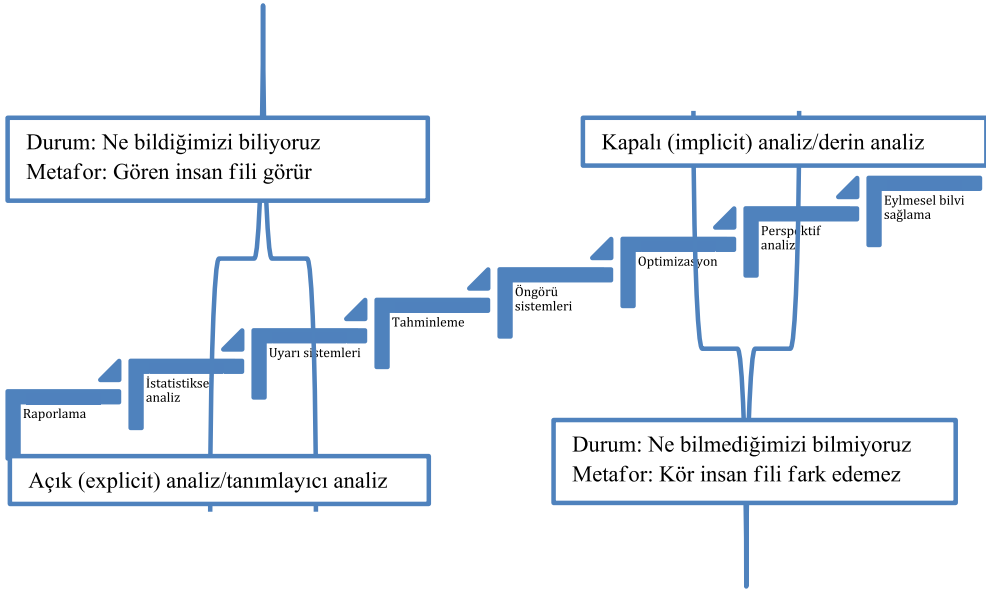 Durum: Ne bildiğimizi biliyoruz
Metafor: Gören insan fili görür
Kapalı (implicit) analiz/derin analiz
Raporlama
İstatistikse
analiz
Uyarı sistemleri
Tahminleme
Öngörü
sistemleri
Optimizasyon
Perspektif
analiz
Eylmesel bilvi
sağlama
Açık (explicit) analiz/tanımlayıcı analiz
Durum: Ne bilmediğimizi bilmiyoruz
Metafor: Kör insan fili fark edemez